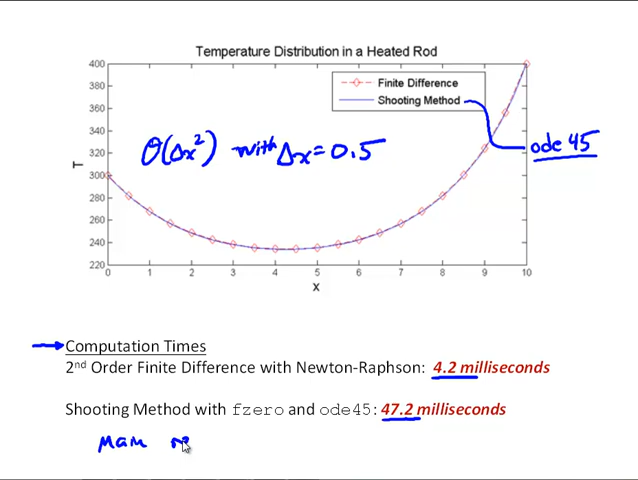 Temperature Distribution in a Heated Rod
400
380
360
340
320
300
280
260
240
220
T
Finite Difference
Shooting Method
O(Δx²) with Δx = 0.5
ode 45
0 1 2 3 4 5 6 7 8 9 10
x
Computation Times
2nd Order Finite Difference with Newton-Raphson: 4.2 milliseconds
Shooting Method with fzero and ode45: 47.2 milliseconds